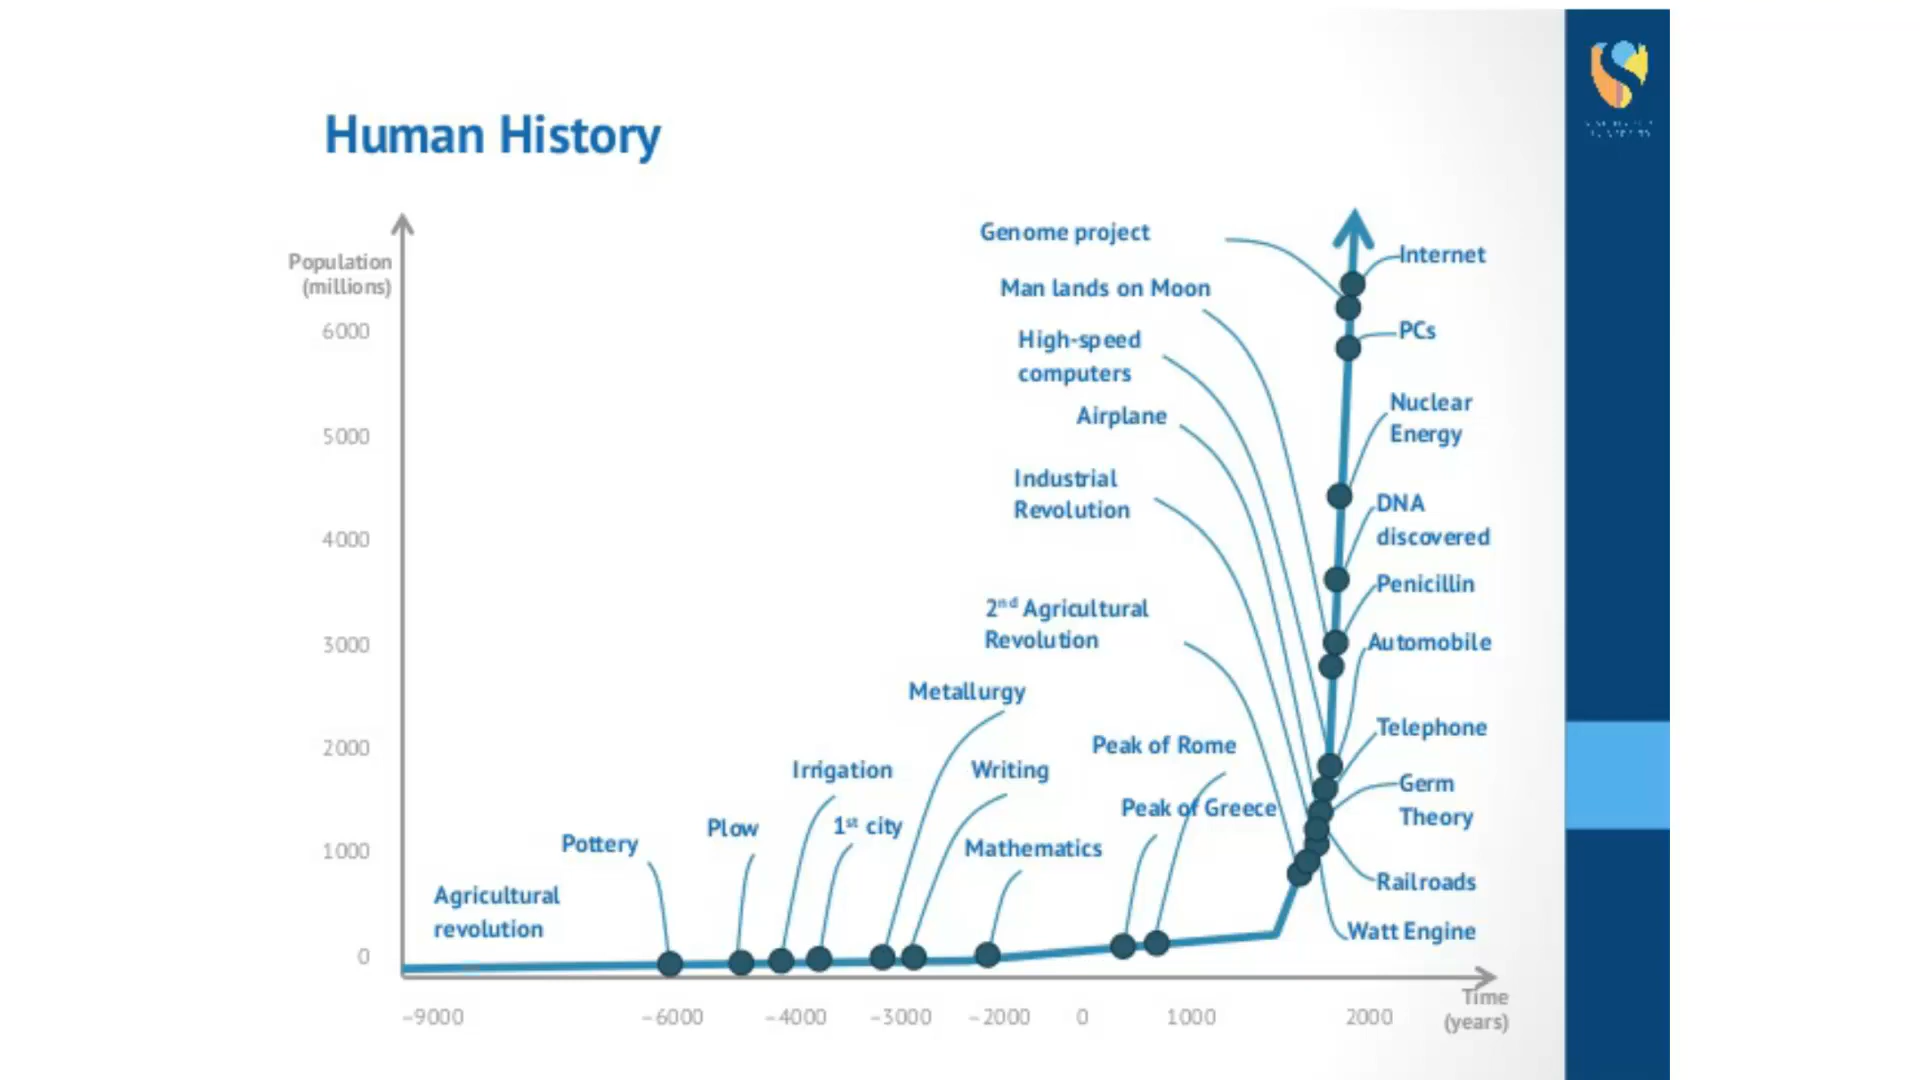 Human History
Population
(millions)
6000
5000
4000
3000
2000
1000
0
Agricultural
revolution
Pottery
Plow
Irrigation
1st city
Metallurgy
Writing
Mathematics
Peak of Rome
Peak of Greece
2nd Agricultural
Revolution
Industrial
Revolution
Airplane
High-speed
computers
Man lands on Moon
Genome project
Internet
PCs
Nuclear
Energy
DNA
discovered
Penicillin
Automobile
Telephone
Germ
Theory
Railroads
Watt Engine
-9000
-6000
-4000
-3000
-2000
0
1000
2000
Time
(years)